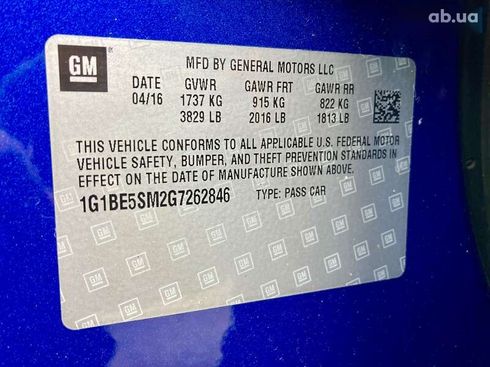 ab.ua
GM
MFD BY GENERAL MOTORS LLC
DATE GVWR GAWR FRT GAWR RR
04/16 1737 KG 915 KG 822 KG
3829 LB 2016 LB 1813 LB
THIS VEHICLE CONFORMS TO ALL APPLICABLE U.S. FEDERAL MOTOR
VEHICLE SAFETY, BUMPER, AND THEFT PREVENTION STANDARDS IN
EFFECT ON THE DATE OF MANUFACTURE SHOWN ABOVE.
1G1BE5SM2G7262846 TYPE: PASS CAR